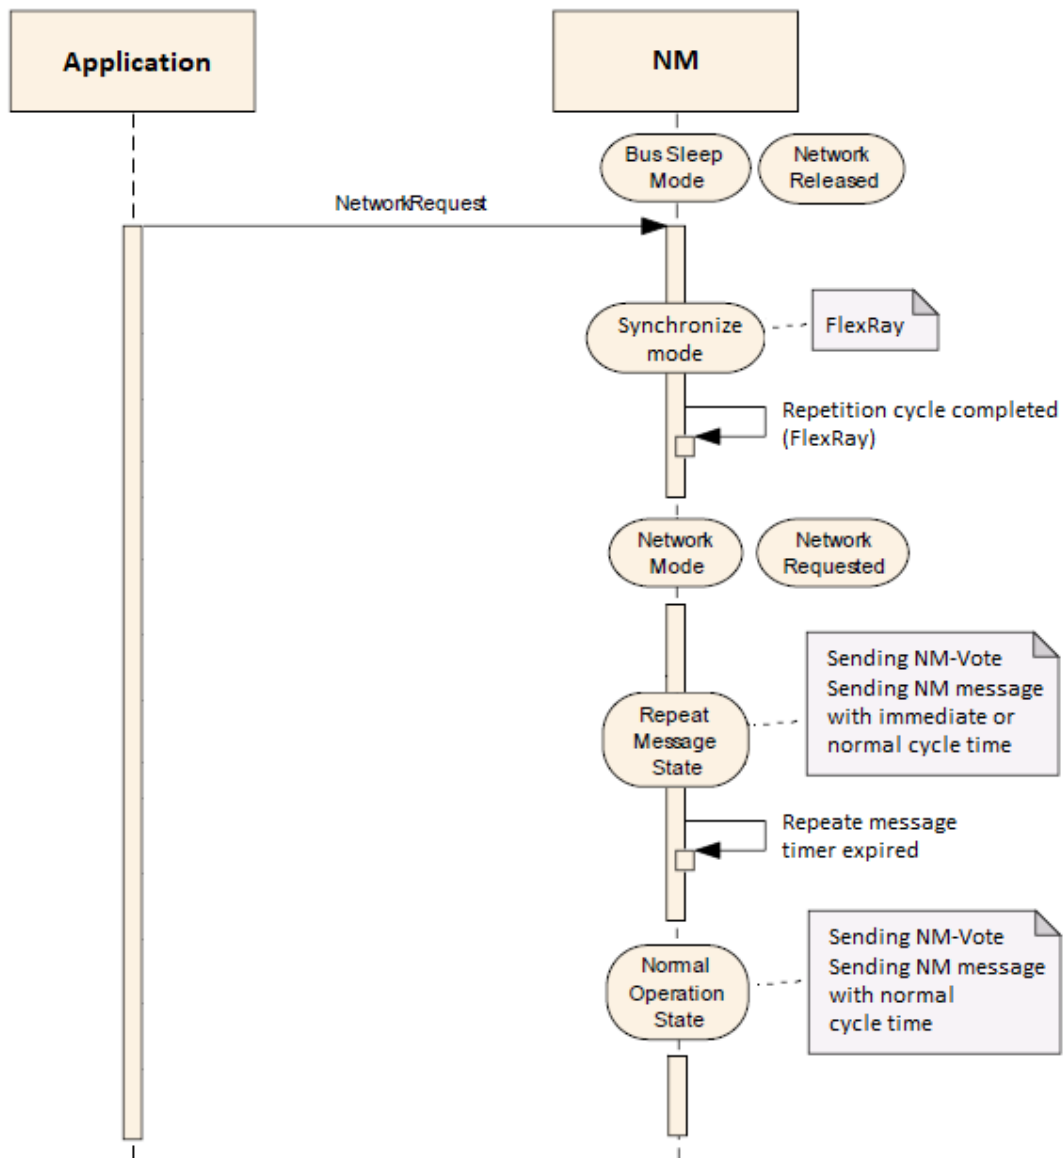 Application
NM
Bus Sleep
Mode
Network
Released
NetworkRequest
Synchronize
mode
FlexRay
Repetition cycle completed
(FlexRay)
Network
Mode
Network
Requested
Sending NM-Vote
Sending NM message
with immediate or
normal cycle time
Repeat
Message
State
Repeate message
timer expired
Sending NM-Vote
Sending NM message
with normal
cycle time
Normal
Operation
State